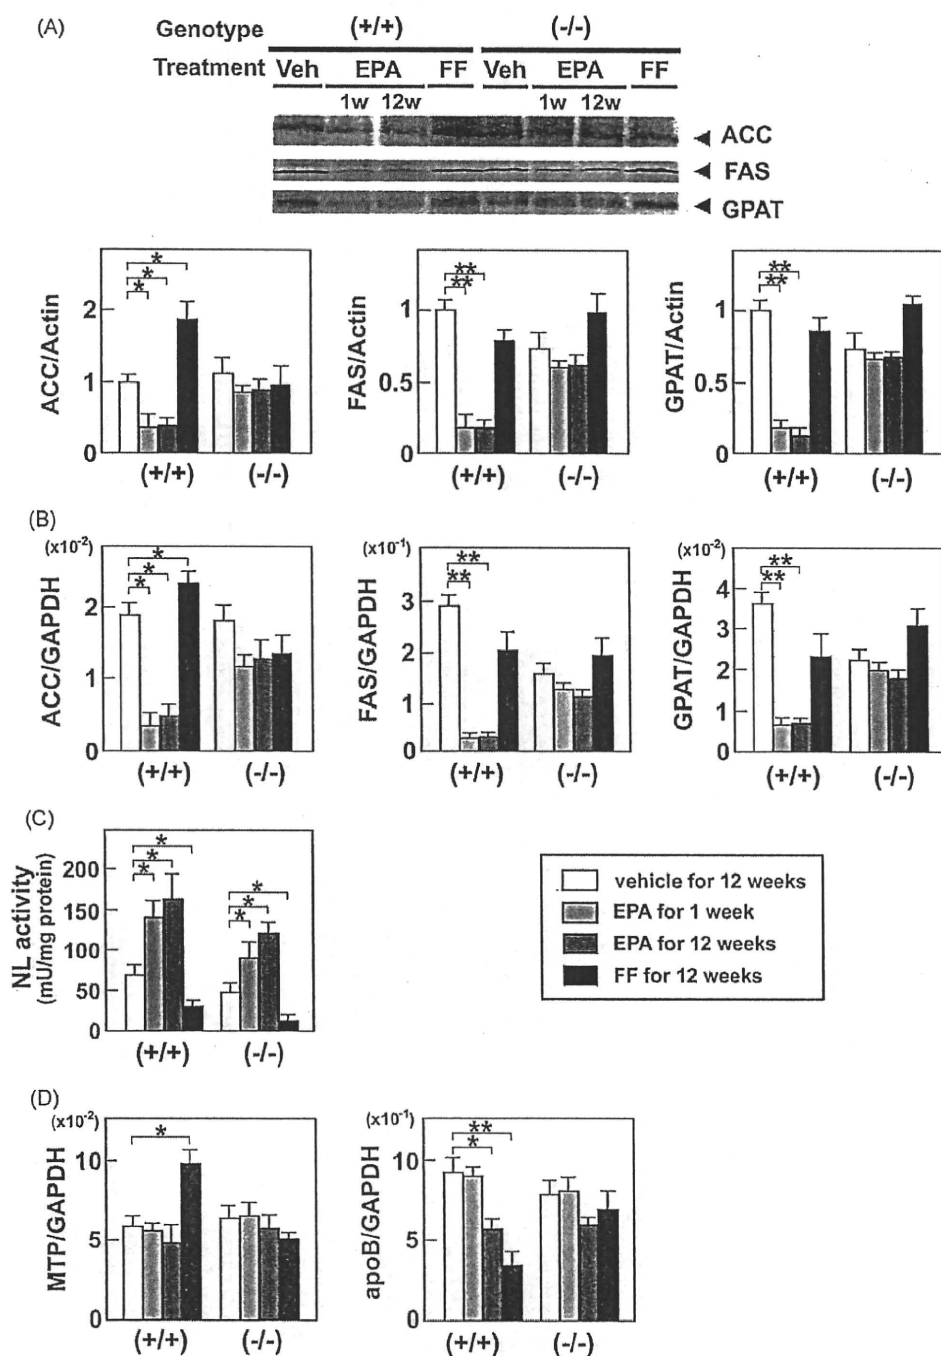 (A)
Genotype (+/+) (-/-)
Treatment Veh EPA FF Veh EPA FF
1w 12w 1w 12w
ACC
FAS
GPAT
ACC/Actin
2
1
0
* * *
(+/+) (-/-)
FAS/Actin
1
0.5
0
** **
(+/+) (-/-)
GPAT/Actin
1
0.5
0
** **
(+/+) (-/-)
(B)
(x10-2)
ACC/GAPDH
2
1
0
* * *
(+/+) (-/-)
(x10-1)
FAS/GAPDH
3
2
1
0
** **
(+/+) (-/-)
(x10-2)
GPAT/GAPDH
4
2
0
** **
(+/+) (-/-)
(C)
NL activity
(mU/mg protein)
200
150
100
50
0
* * *
* * *
(+/+) (-/-)
vehicle for 12 weeks
EPA for 1 week
EPA for 12 weeks
FF for 12 weeks
(D)
(x10-2)
MTP/GAPDH
10
5
0
*
(+/+) (-/-)
(x10-1)
apoB/GAPDH
10
5
0
** *
(+/+) (-/-)